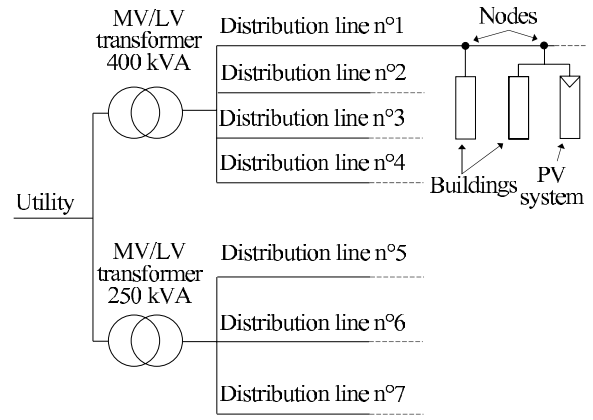 MV/LV
transformer
400 kVA
Distribution line n°1
Distribution line n°2
Distribution line n°3
Distribution line n°4
Nodes
Buildings
PV
system
Utility
MV/LV
transformer
250 kVA
Distribution line n°5
Distribution line n°6
Distribution line n°7